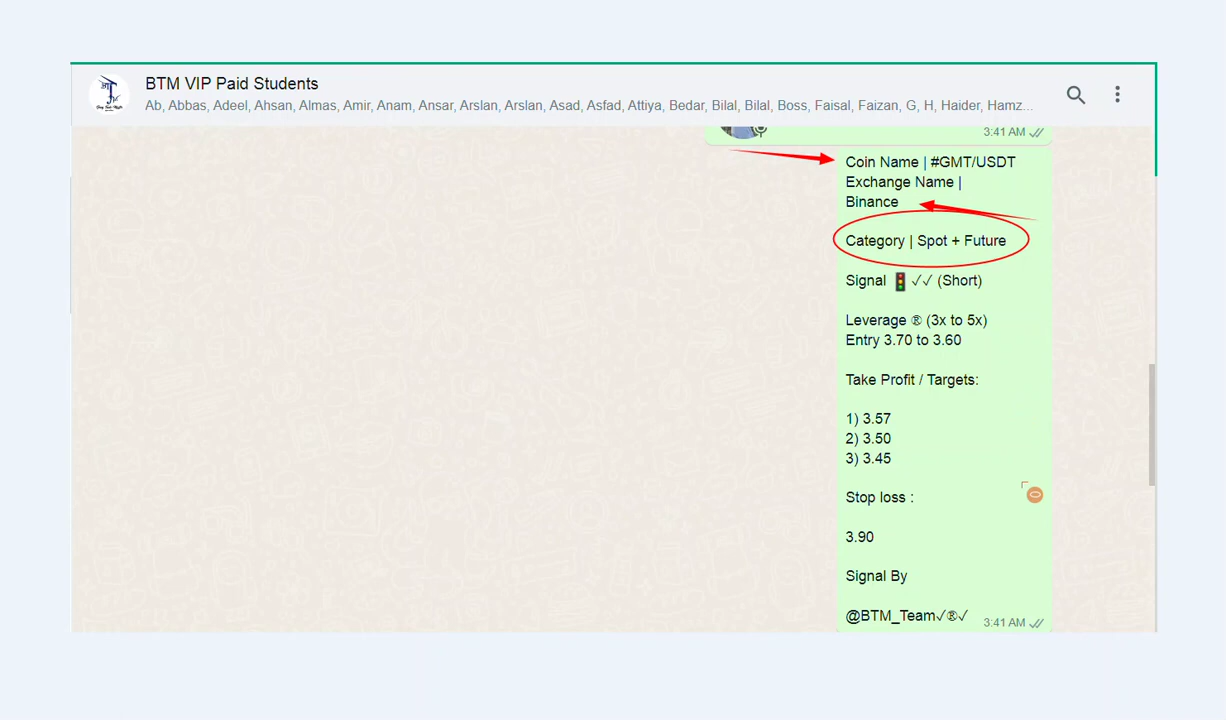 BTM VIP Paid Students
Ab, Abbas, Adeel, Ahsan, Almas, Amir, Anam, Ansar, Arslan, Arslan, Asad, Asfad, Attiya, Bedar, Bilal, Bilal, Boss, Faisal, Faizan, G, H, Haider, Hamz...
3:41 AM
Coin Name | #GMT/USDT
Exchange Name |
Binance
Category | Spot + Future
Signal 🚦 ✓✓ (Short)
Leverage ® (3x to 5x)
Entry 3.70 to 3.60
Take Profit / Targets:
1) 3.57
2) 3.50
3) 3.45
Stop loss :
3.90
Signal By
@BTM_Team✓®✓
3:41 AM